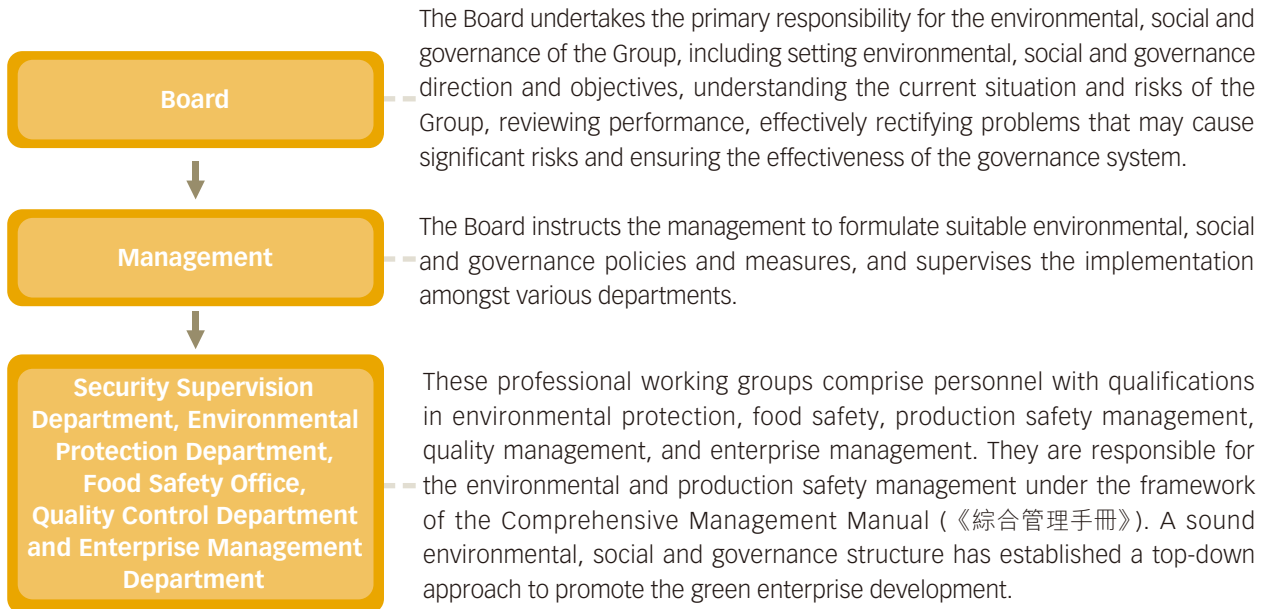 Board
The Board undertakes the primary responsibility for the environmental, social and
governance of the Group, including setting environmental, social and governance
direction and objectives, understanding the current situation and risks of the
Group, reviewing performance, effectively rectifying problems that may cause
significant risks and ensuring the effectiveness of the governance system.
Management
The Board instructs the management to formulate suitable environmental, social
and governance policies and measures, and supervises the implementation
amongst various departments.
Security Supervision
Department, Environmental
Protection Department,
Food Safety Office,
Quality Control Department
and Enterprise Management
Department
These professional working groups comprise personnel with qualifications
in environmental protection, food safety, production safety management,
quality management, and enterprise management. They are responsible for
the environmental and production safety management under the framework
of the Comprehensive Management Manual (《綜合管理手冊》). A sound
environmental, social and governance structure has established a top-down
approach to promote the green enterprise development.